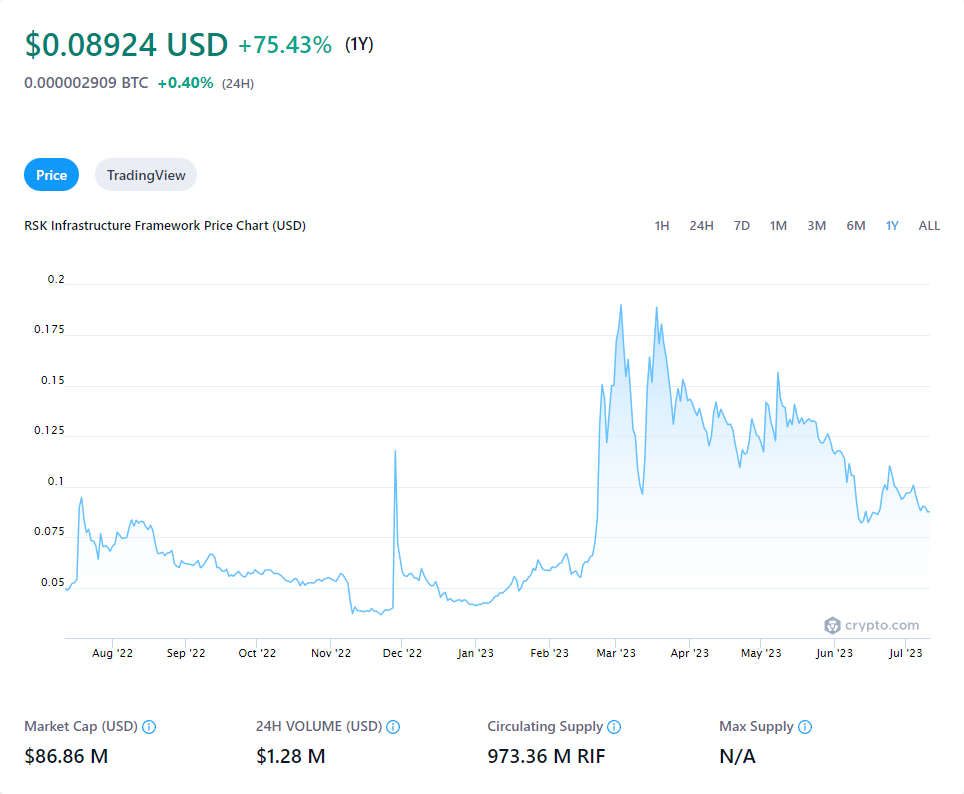 $0.08924 USD +75.43% (1Y)
0.000002909 BTC +0.40% (24H)
Price TradingView
RSK Infrastructure Framework Price Chart (USD) 1H 24H 7D 1M 3M 6M 1Y ALL
0.2
0.175
0.15
0.125
0.1
0.075
0.05
crypto.com
Aug '22 Sep '22 Oct '22 Nov '22 Dec '22 Jan '23 Feb '23 Mar '23 Apr '23 May '23 Jun '23 Jul '23
Market Cap (USD) 24H VOLUME (USD) Circulating Supply Max Supply
$86.86 M $1.28 M 973.36 M RIF N/A